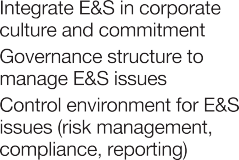 Integrate E&S in corporate
culture and commitment
Governance structure to
manage E&S issues
Control environment for E&S
issues (risk management,
compliance, reporting)